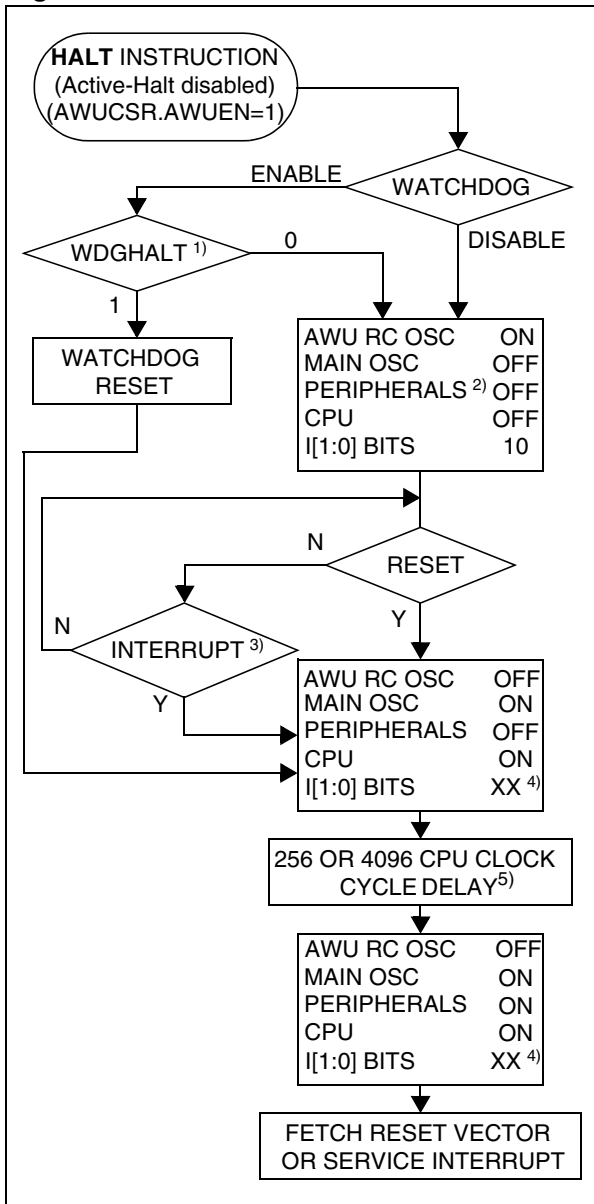 HALT INSTRUCTION
(Active-Halt disabled)
(AWUCSR.AWUEN=1)
ENABLE
WATCHDOG
WDGHALT 1)
0
DISABLE
1
WATCHDOG
RESET
AWU RC OSC ON
MAIN OSC OFF
PERIPHERALS 2) OFF
CPU OFF
I[1:0] BITS 10
N
RESET
N
INTERRUPT 3)
Y
Y
AWU RC OSC OFF
MAIN OSC ON
PERIPHERALS OFF
CPU ON
I[1:0] BITS XX 4)
256 OR 4096 CPU CLOCK
CYCLE DELAY5)
AWU RC OSC OFF
MAIN OSC ON
PERIPHERALS ON
CPU ON
I[1:0] BITS XX 4)
FETCH RESET VECTOR
OR SERVICE INTERRUPT